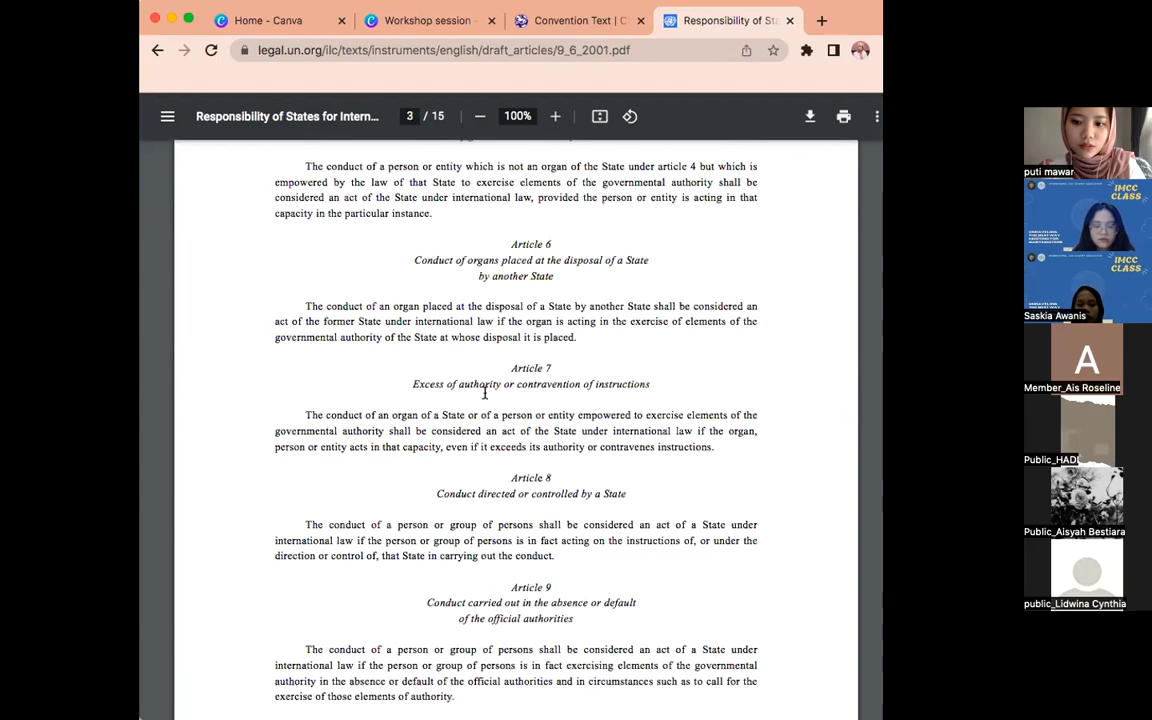 Home - Canva
Workshop session -
Convention Text | C
Responsibility of Sta
legal.un.org/ilc/texts/instruments/english/draft_articles/9_6_2001.pdf
Responsibility of States for Intern...
3 / 15
100%
The conduct of a person or entity which is not an organ of the State under article 4 but which is
empowered by the law of that State to exercise elements of the governmental authority shall be
considered an act of the State under international law, provided the person or entity is acting in that
capacity in the particular instance.
Article 6
Conduct of organs placed at the disposal of a State
by another State
The conduct of an organ placed at the disposal of a State by another State shall be considered an
act of the former State under international law if the organ is acting in the exercise of elements of the
governmental authority of the State at whose disposal it is placed.
Article 7
Excess of authority or contravention of instructions
The conduct of an organ of a State or of a person or entity empowered to exercise elements of the
governmental authority shall be considered an act of the State under international law if the organ,
person or entity acts in that capacity, even if it exceeds its authority or contravenes instructions.
Article 8
Conduct directed or controlled by a State
The conduct of a person or group of persons shall be considered an act of a State under
international law if the person or group of persons is in fact acting on the instructions of, or under the
direction or control of, that State in carrying out the conduct.
Article 9
Conduct carried out in the absence or default
of the official authorities
The conduct of a person or group of persons shall be considered an act of a State under
international law if the person or group of persons is in fact exercising elements of the governmental
authority in the absence or default of the official authorities and in circumstances such as to call for the
exercise of those elements of authority.
puti mawar
IMCC
CLASS
IMCC
CLASS
Saskia Awanis
A
Member_Ais Roseline
Public_HADI
Public_Aisyah Bestiara
public_Lidwina Cynthia